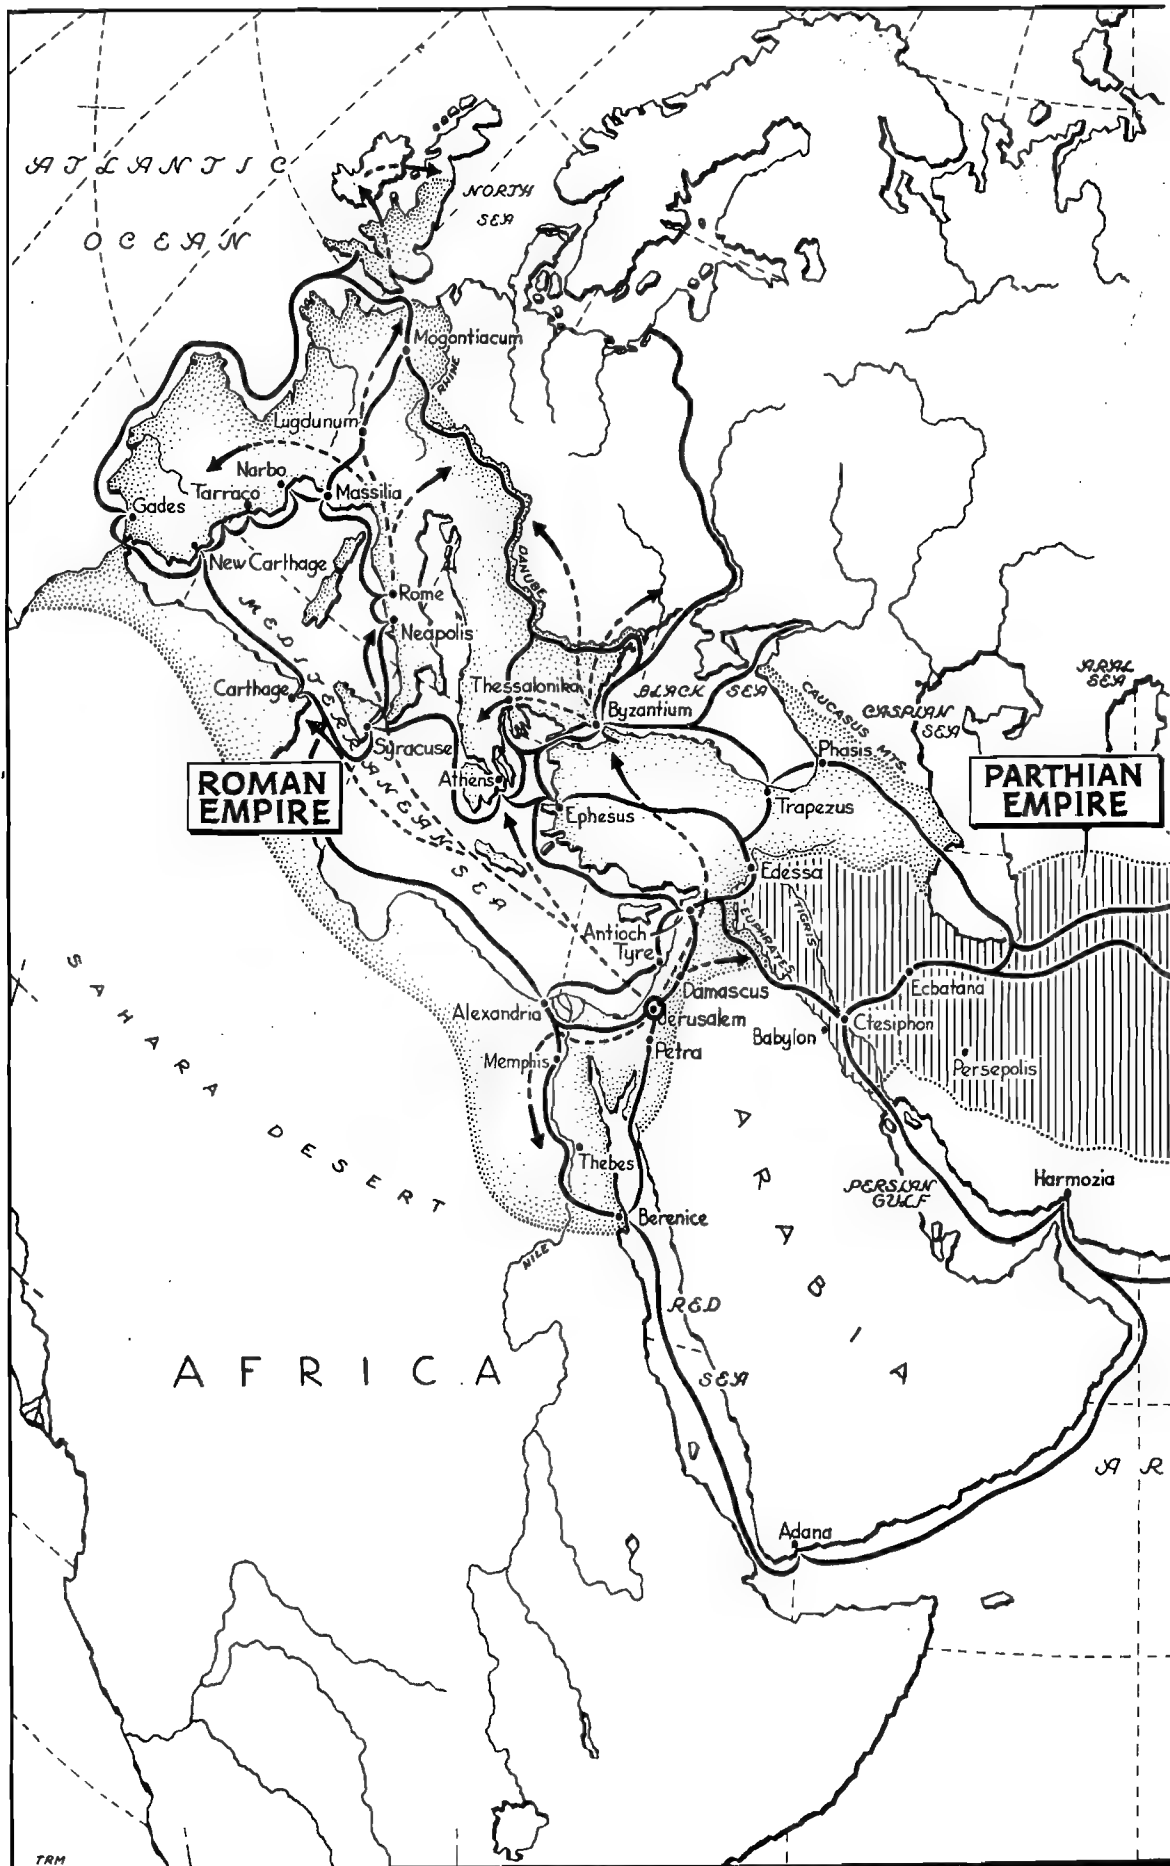 ATLANTIC
OCEAN
NORTH
SEA
Mogontiacum
RHINE
Lugdunum
Narbo
Tarraco
Massilia
Gades
New Carthage
DANUBE
Rome
Neapolis
MEDITERRANEAN SEA
Carthage
Thessalonika
Byzantium
BLACK SEA
CAUCASUS MTS.
CASPIAN
SEA
ARAL
SEA
Syracuse
Athens
Ephesus
Phasis
Trapezus
ROMAN
EMPIRE
PARTHIAN
EMPIRE
Edessa
TIGRIS
EUPHRATES
Antioch
Tyre
Damascus
Ecbatana
Alexandria
Jerusalem
Babylon
Ctesiphon
Memphis
Petra
Persepolis
SAHARA DESERT
Thebes
Berenice
NILE
ARABIA
PERSIAN
GULF
Harmozia
RED
SEA
AFRICA
AR
Adana
TRM